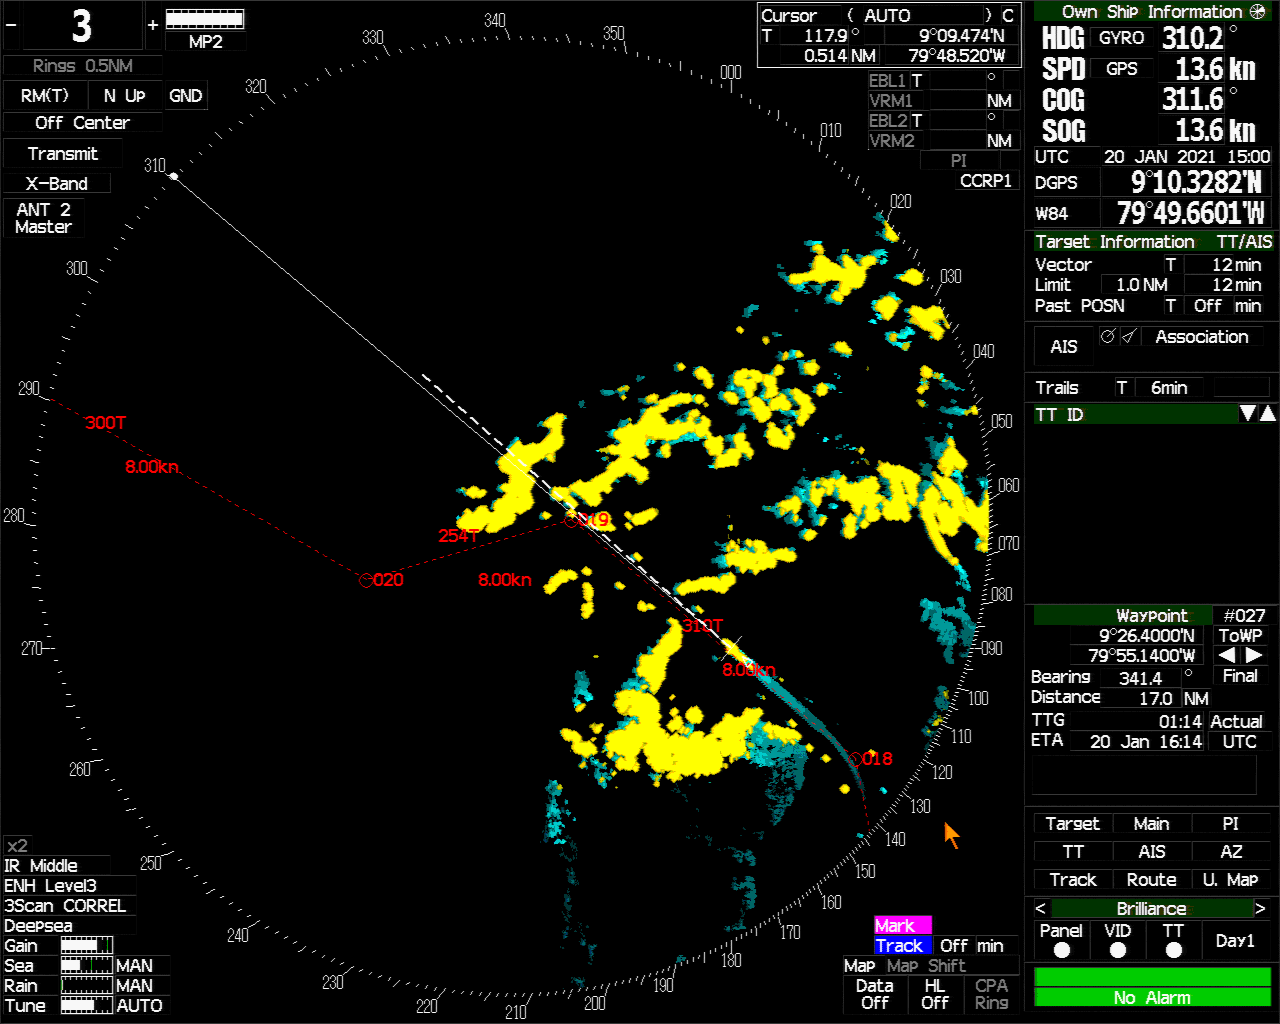 − 3 +
MP2
Rings 0.5NM
RM(T) N Up GND
Off Center
Transmit
X-Band
ANT 2
Master
Cursor ( AUTO ) C
T 117.9° 9°09.474'N
0.514 NM 79°48.520'W
EBL1 T °
VRM1 NM
EBL2 T °
VRM2 NM
PI
CCRP1
340
350
330
000
320
010
310
020
300
030
290
040
280
050
270
060
260
070
250
080
240
090
230
100
220
110
210
120
200
130
190
140
180
150
170
160
300T
8.00kn
254T
019
020
8.00kn
310T
8.00kn
018
x2
IR Middle
ENH Level3
3Scan CORREL
Deepsea
Gain
Sea MAN
Rain MAN
Tune AUTO
Mark
Track Off min
Map Map Shift
Data Off
HL Off
CPA Ring
Own Ship Information
HDG GYRO 310.2°
SPD GPS 13.6 kn
COG 311.6°
SOG 13.6 kn
UTC 20 JAN 2021 15:00
DGPS 9°10.3282'N
W84 79°49.6601'W
Target Information TT/AIS
Vector T 12 min
Limit 1.0 NM 12 min
Past POSN T Off min
AIS Association
Trails T 6min
TT ID
Waypoint #027
9°26.4000'N ToWP
79°55.1400'W
Bearing 341.4° Final
Distance 17.0 NM
TTG 01:14 Actual
ETA 20 Jan 16:14 UTC
Target Main PI
TT AIS AZ
Track Route U. Map
< Brilliance >
Panel VID TT Day1
No Alarm